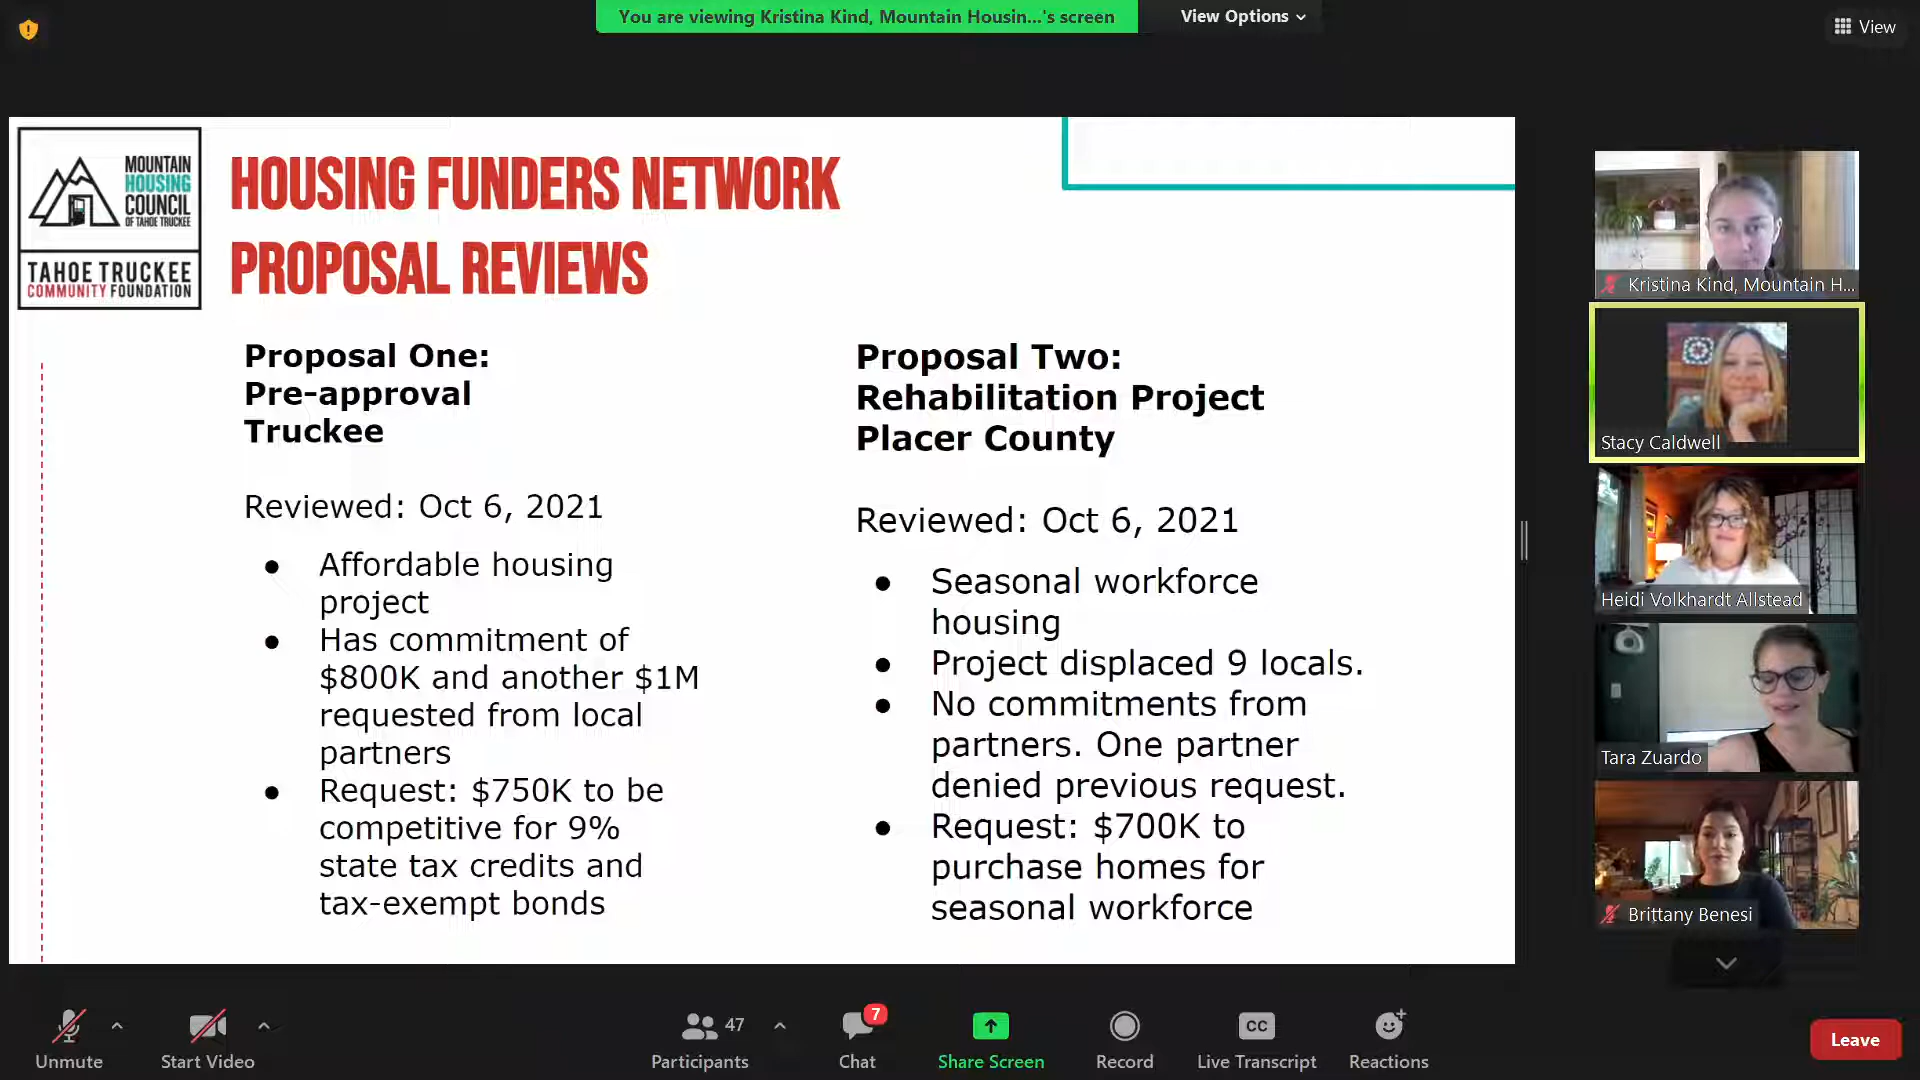 You are viewing Kristina Kind, Mountain Housin...'s screen
View Options
View
MOUNTAIN
HOUSING
COUNCIL
OF TAHOE TRUCKEE
TAHOE TRUCKEE
COMMUNITY FOUNDATION
HOUSING FUNDERS NETWORK
PROPOSAL REVIEWS
Proposal One:
Pre-approval
Truckee
Reviewed: Oct 6, 2021
● Affordable housing
project
● Has commitment of
$800K and another $1M
requested from local
partners
● Request: $750K to be
competitive for 9%
state tax credits and
tax-exempt bonds
Proposal Two:
Rehabilitation Project
Placer County
Reviewed: Oct 6, 2021
● Seasonal workforce
housing
● Project displaced 9 locals.
● No commitments from
partners. One partner
denied previous request.
● Request: $700K to
purchase homes for
seasonal workforce
Kristina Kind, Mountain H...
Stacy Caldwell
Heidi Volkhardt Allstead
Tara Zuardo
Brittany Benesi
Unmute
Start Video
47
Participants
7
Chat
Share Screen
Record
CC
Live Transcript
Reactions
Leave